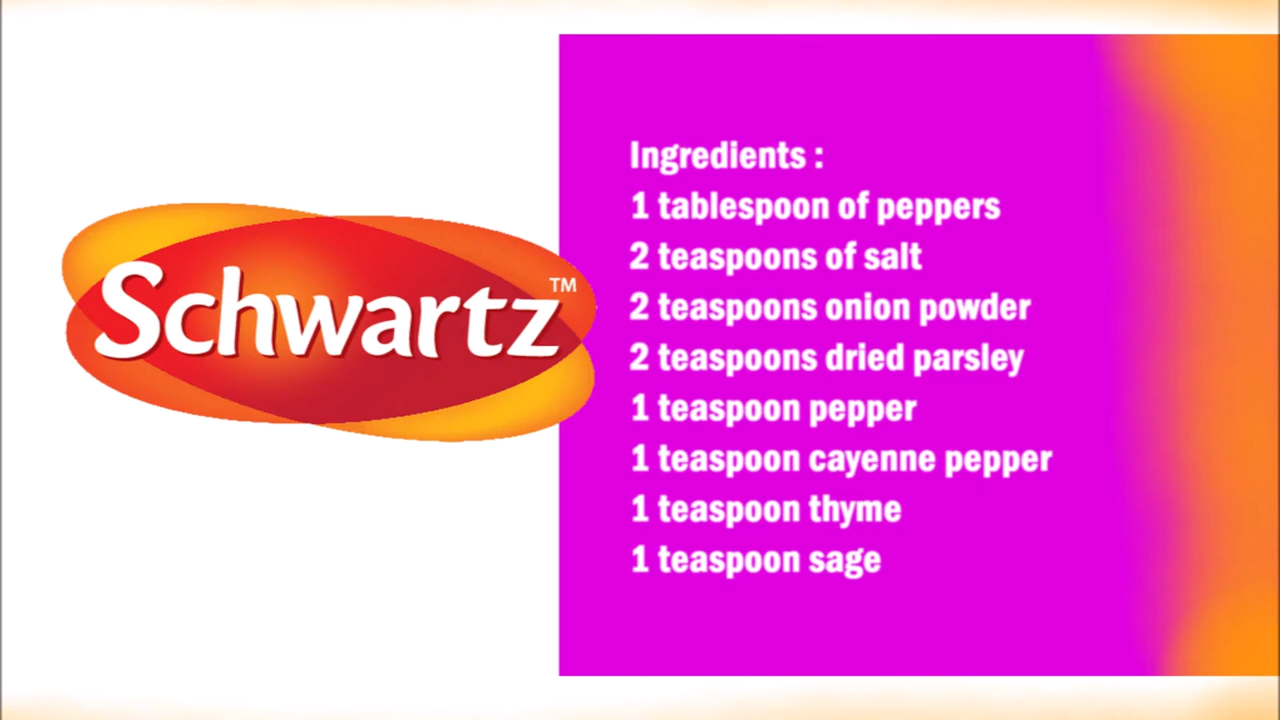 Schwartz™
Ingredients :
1 tablespoon of peppers
2 teaspoons of salt
2 teaspoons onion powder
2 teaspoons dried parsley
1 teaspoon pepper
1 teaspoon cayenne pepper
1 teaspoon thyme
1 teaspoon sage